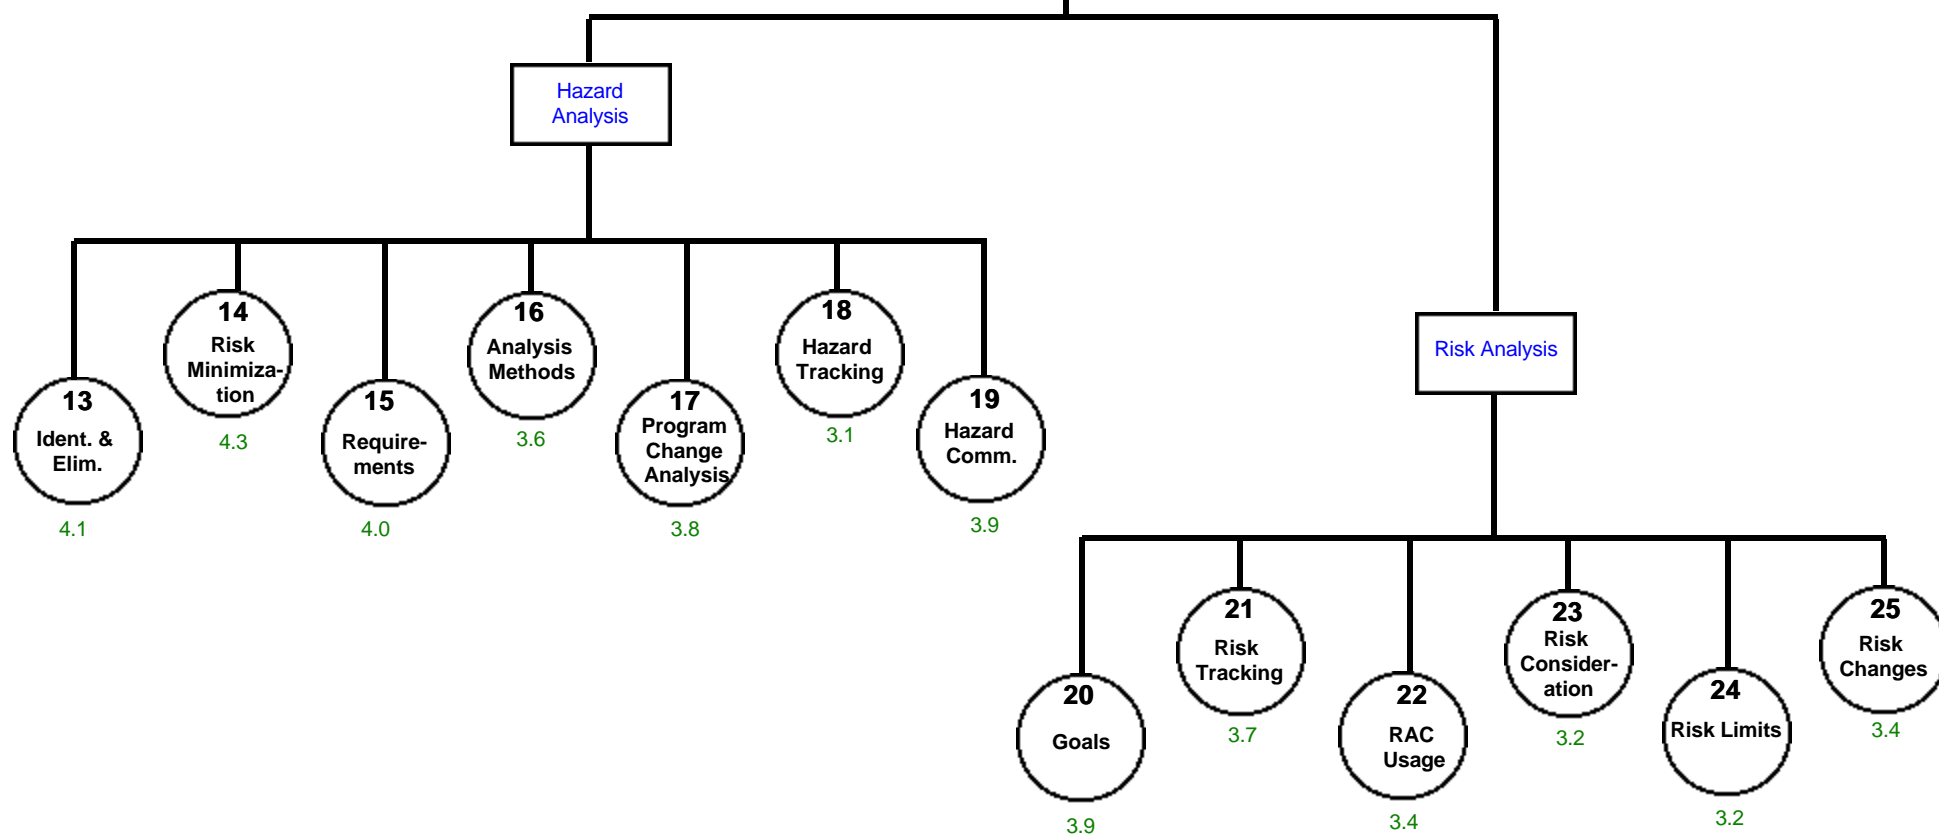 Hazard
Analysis
13
Ident. &
Elim.
4.1
14
Risk
Minimiza-
tion
4.3
15
Require-
ments
4.0
16
Analysis
Methods
3.6
17
Program
Change
Analysis
3.8
18
Hazard
Tracking
3.1
19
Hazard
Comm.
3.9
Risk Analysis
20
Goals
3.9
21
Risk
Tracking
3.7
22
RAC
Usage
3.4
23
Risk
Consider-
ation
3.2
24
Risk Limits
3.2
25
Risk
Changes
3.4